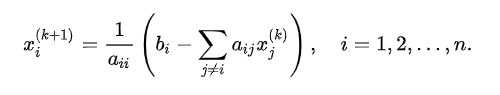 x_i^{(k+1)} = \frac{1}{a_{ii}} \left( b_i - \sum_{j \neq i} a_{ij} x_j^{(k)} \right), \quad i = 1, 2, \ldots, n.